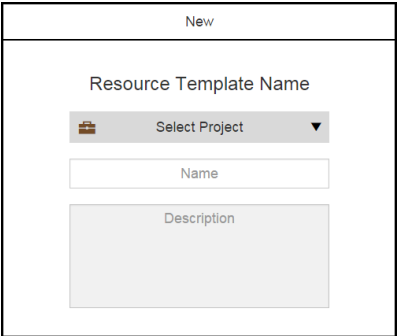 New
Resource Template Name
Select Project
Name
Description